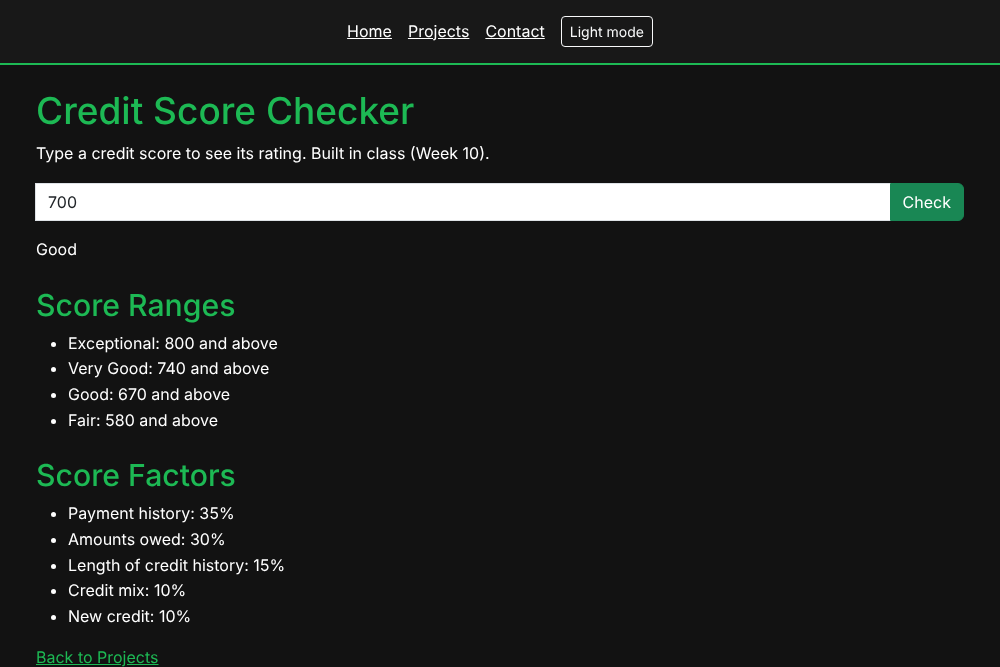 Home Projects Contact Light mode
Credit Score Checker
Type a credit score to see its rating. Built in class (Week 10).
700 Check
Good
Score Ranges
Exceptional: 800 and above
Very Good: 740 and above
Good: 670 and above
Fair: 580 and above
Score Factors
Payment history: 35%
Amounts owed: 30%
Length of credit history: 15%
Credit mix: 10%
New credit: 10%
Back to Projects